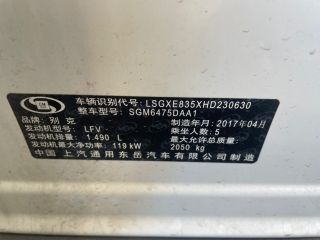 车辆识别代号: LSGXE835XHD230630
整车型号: SGM6475DAA1
品牌: 别克 制造年月: 2017年04月
发动机型号: LFV 乘坐人数: 5
发动机排量: 1.490 L 最大允许总质量:
最大净功率: 119 kW 2050 kg
中国 上汽通用东岳汽车有限公司制造